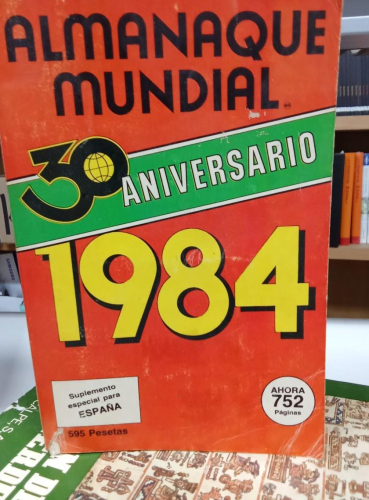 ALMANAQUE
MUNDIAL
30 ANIVERSARIO
1984
Suplemento
especial para
ESPAÑA
595 Pesetas
AHORA
752
Páginas